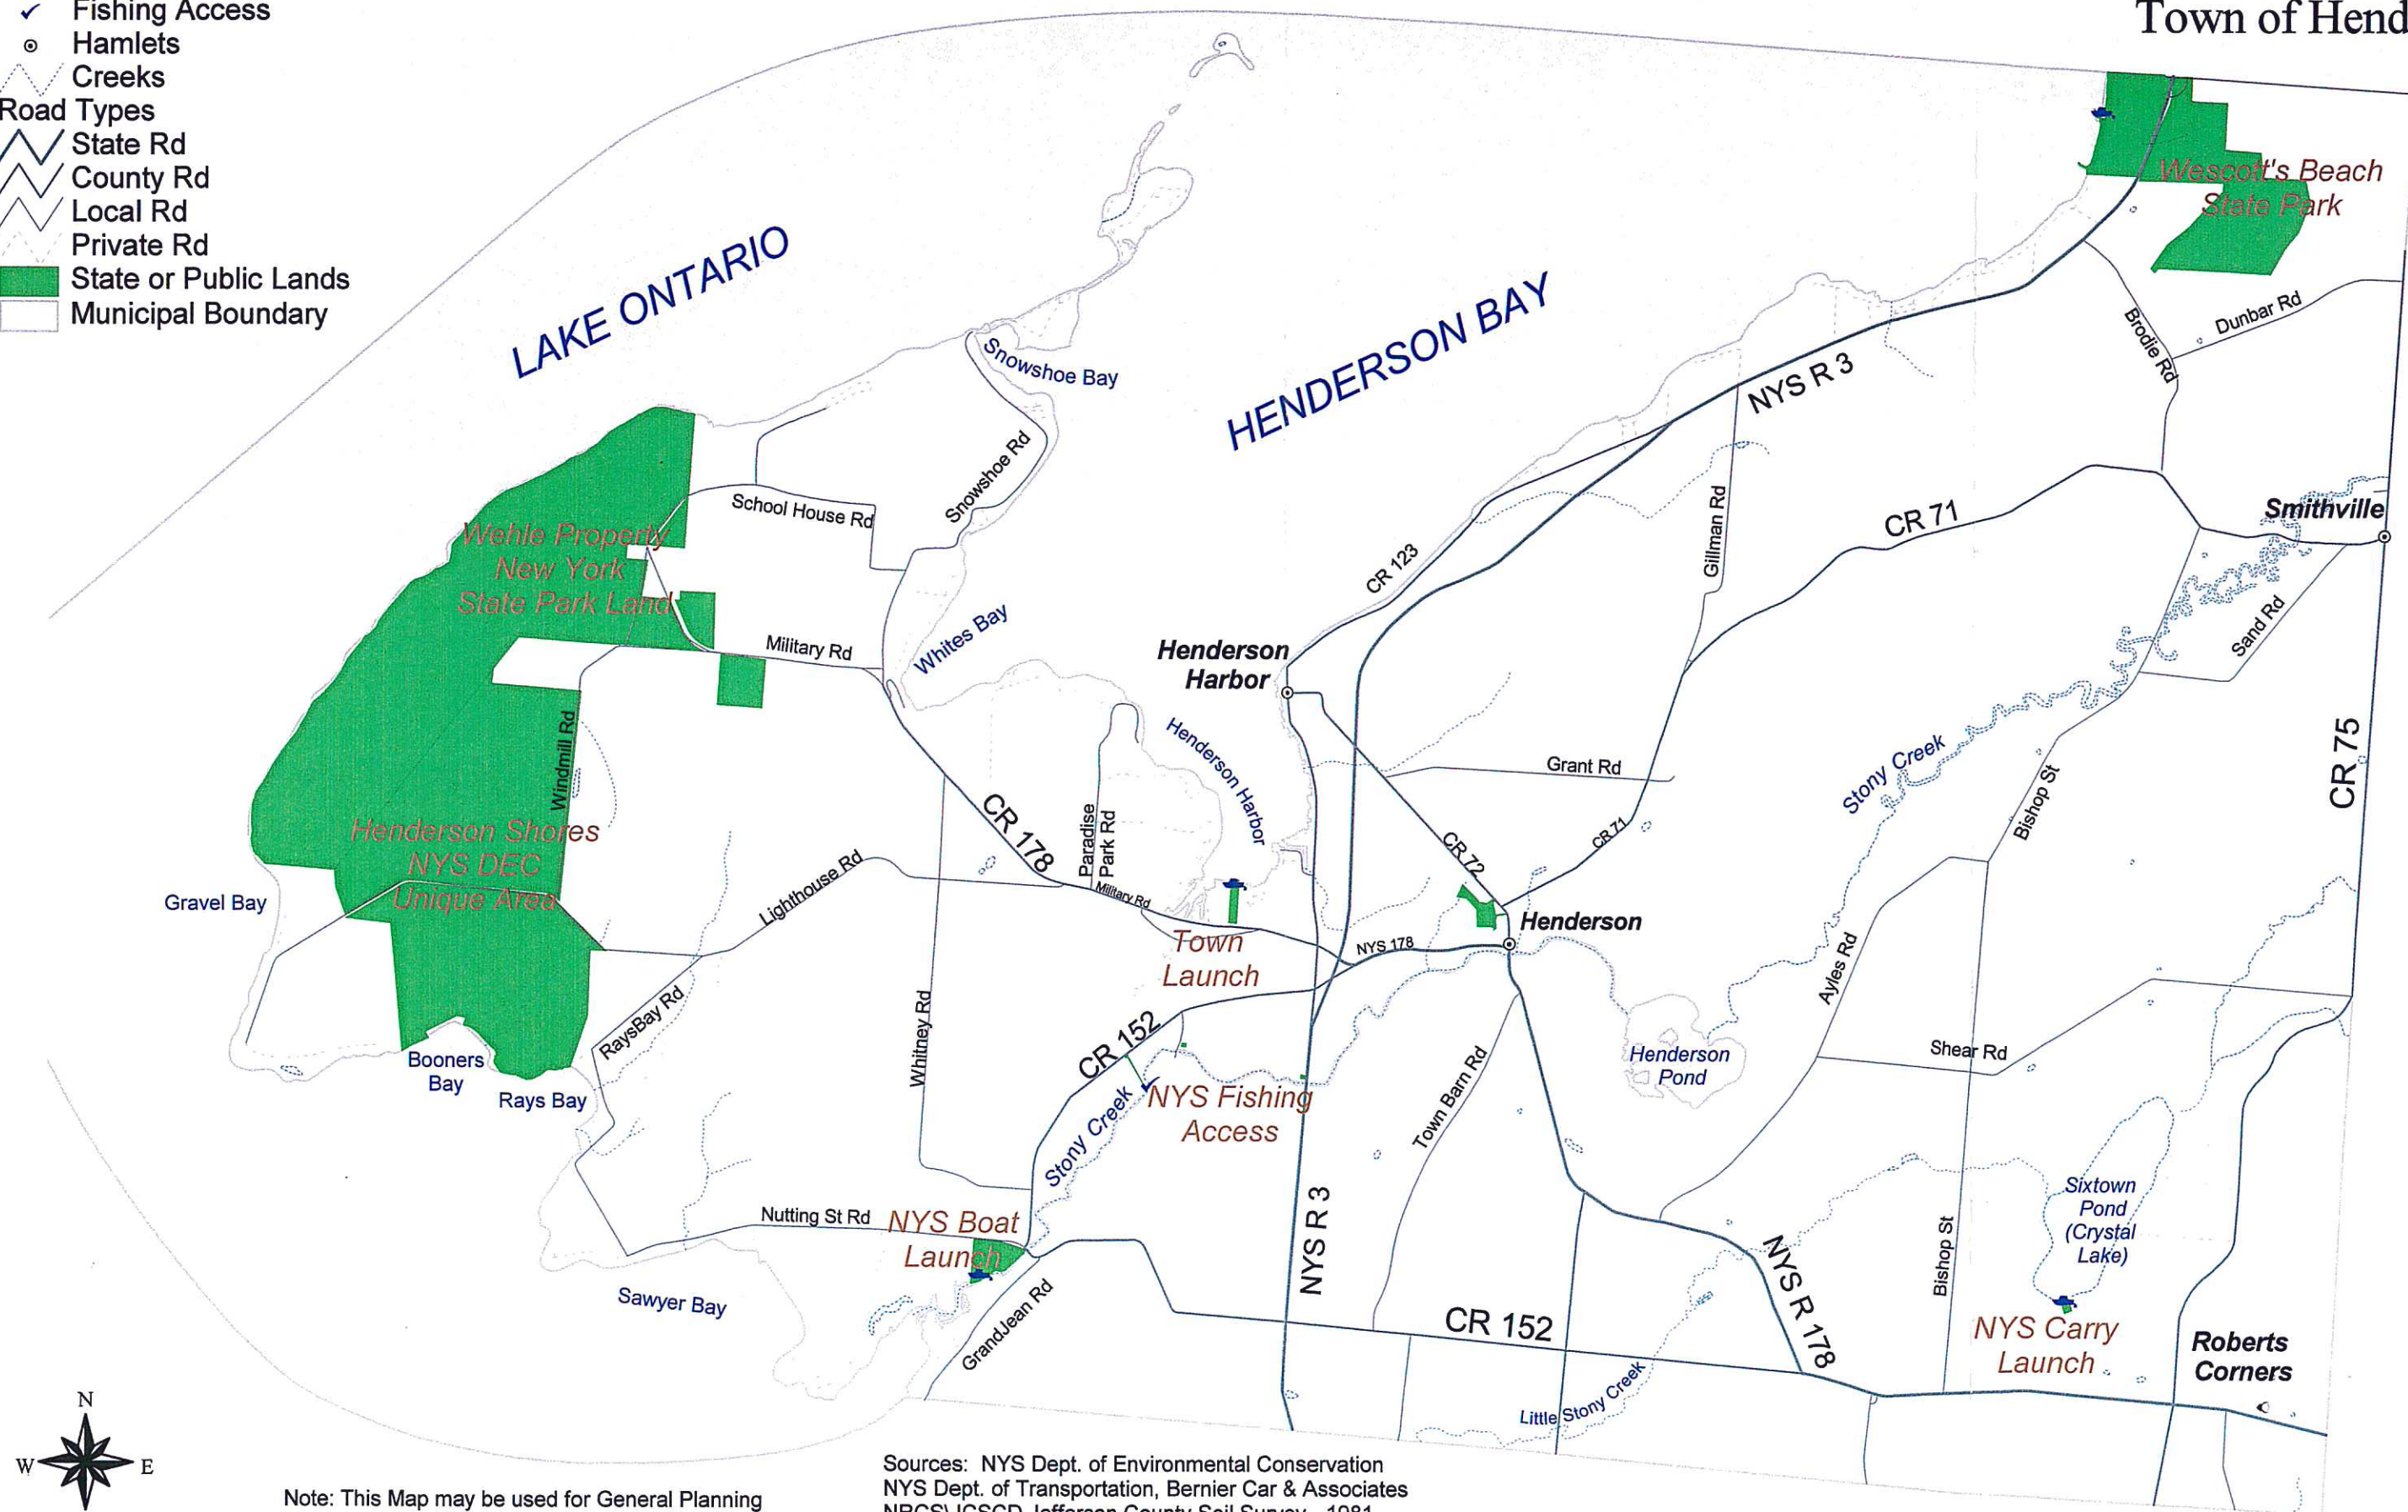 Town of Hend
Fishing Access
Hamlets
Creeks
Road Types
State Rd
County Rd
Local Rd
Private Rd
State or Public Lands
Municipal Boundary
LAKE ONTARIO
HENDERSON BAY
Wescott's Beach
State Park
Dunbar Rd
Brodie Rd
Snowshoe Bay
NYS R 3
Snowshoe Rd
School House Rd
Gillman Rd
CR 71
Smithville
Wehle Property
New York
State Park Land
CR 123
Sand Rd
Military Rd
Whites Bay
Henderson
Harbor
Windmill Rd
Henderson Harbor
Grant Rd
Stony Creek
Bishop St
CR 75
Henderson Shores
NYS DEC
Unique Area
CR 178
Paradise
Park Rd
CR 72
CR 71
Gravel Bay
Lighthouse Rd
Military Rd
Town
Launch
NYS 178
Henderson
Ayles Rd
RaysBay Rd
Whitney Rd
CR 152
Booners
Bay
Rays Bay
Stony Creek
NYS Fishing
Access
Town Barn Rd
Henderson
Pond
Shear Rd
Nutting St Rd
NYS Boat
Launch
NYS R 3
Sixtown
Pond
(Crystal
Lake)
Bishop St
Sawyer Bay
GrandJean Rd
CR 152
NYS R 178
NYS Carry
Launch
Roberts
Corners
Little Stony Creek
N
W
E
Note: This Map may be used for General Planning
Sources: NYS Dept. of Environmental Conservation
NYS Dept. of Transportation, Bernier Car & Associates
NRCS\JCSCD Jefferson County Soil Survey - 1981